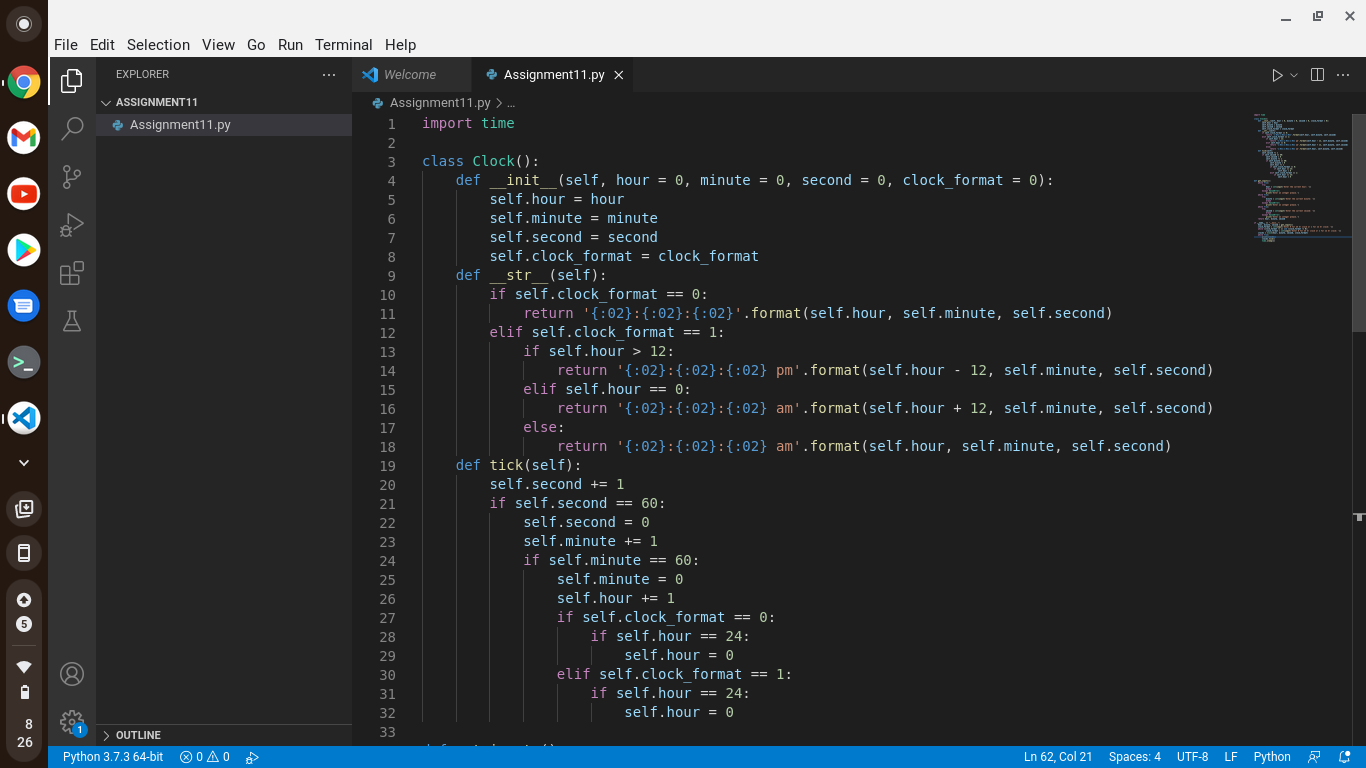 File Edit Selection View Go Run Terminal Help
EXPLORER
Welcome
Assignment11.py
ASSIGNMENT11
Assignment11.py
Assignment11.py > ...
1 import time
2
3 class Clock():
4     def __init__(self, hour = 0, minute = 0, second = 0, clock_format = 0):
5         self.hour = hour
6         self.minute = minute
7         self.second = second
8         self.clock_format = clock_format
9     def __str__(self):
10         if self.clock_format == 0:
11             return '{:02}:{:02}:{:02}'.format(self.hour, self.minute, self.second)
12         elif self.clock_format == 1:
13             if self.hour > 12:
14                 return '{:02}:{:02}:{:02} pm'.format(self.hour - 12, self.minute, self.second)
15             elif self.hour == 0:
16                 return '{:02}:{:02}:{:02} am'.format(self.hour + 12, self.minute, self.second)
17             else:
18                 return '{:02}:{:02}:{:02} am'.format(self.hour, self.minute, self.second)
19     def tick(self):
20         self.second += 1
21         if self.second == 60:
22             self.second = 0
23             self.minute += 1
24             if self.minute == 60:
25                 self.minute = 0
26                 self.hour += 1
27                 if self.clock_format == 0:
28                     if self.hour == 24:
29                         self.hour = 0
30                 elif self.clock_format == 1:
31                     if self.hour == 24:
32                         self.hour = 0
33
OUTLINE
5
8
26
1
Python 3.7.3 64-bit 0 0 Ln 62, Col 21 Spaces: 4 UTF-8 LF Python